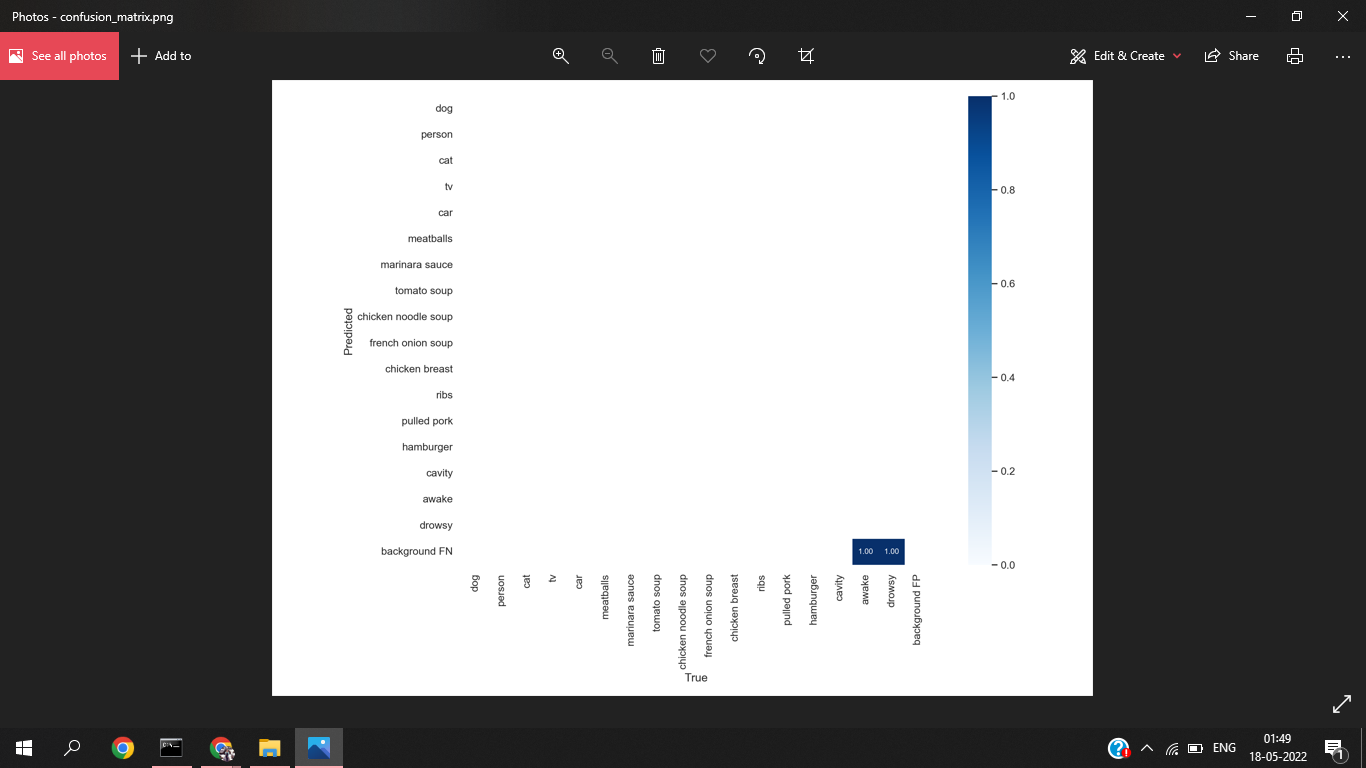 Photos - confusion_matrix.png
See all photos
Add to
Edit & Create
Share
dog
person
cat
tv
car
meatballs
marinara sauce
tomato soup
chicken noodle soup
french onion soup
chicken breast
ribs
pulled pork
hamburger
cavity
awake
drowsy
background FN
Predicted
1.00 1.00
dog
person
cat
tv
car
meatballs
marinara sauce
tomato soup
chicken noodle soup
french onion soup
chicken breast
ribs
pulled pork
hamburger
cavity
awake
drowsy
background FP
True
1.0
0.8
0.6
0.4
0.2
0.0
ENG
01:49
18-05-2022
1